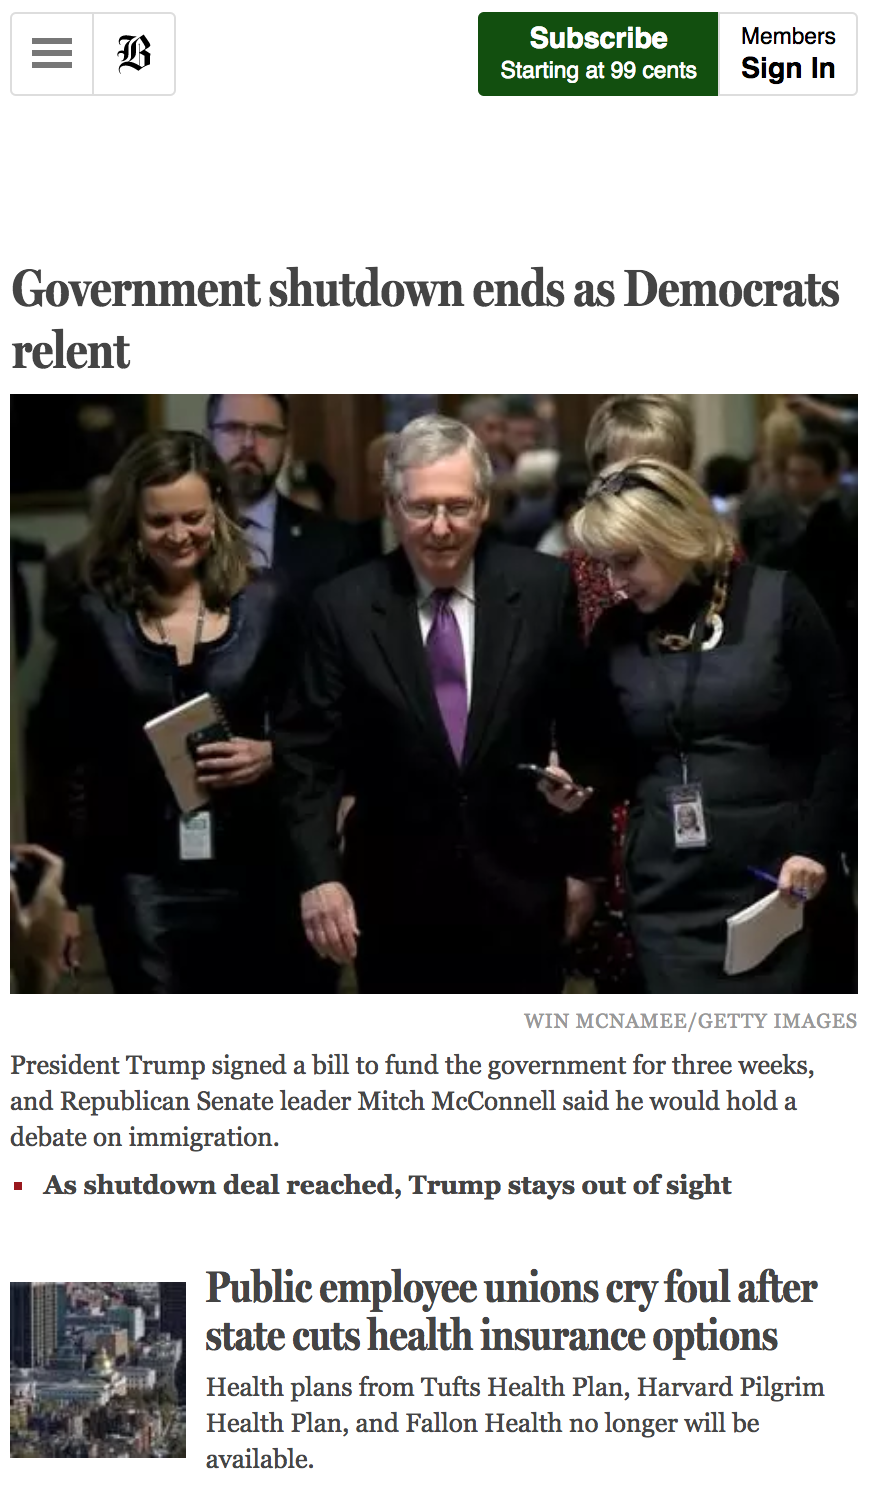 B
Subscribe
Starting at 99 cents
Members
Sign In
Government shutdown ends as Democrats
relent
WIN MCNAMEE/GETTY IMAGES
President Trump signed a bill to fund the government for three weeks,
and Republican Senate leader Mitch McConnell said he would hold a
debate on immigration.
As shutdown deal reached, Trump stays out of sight
Public employee unions cry foul after
state cuts health insurance options
Health plans from Tufts Health Plan, Harvard Pilgrim
Health Plan, and Fallon Health no longer will be
available.